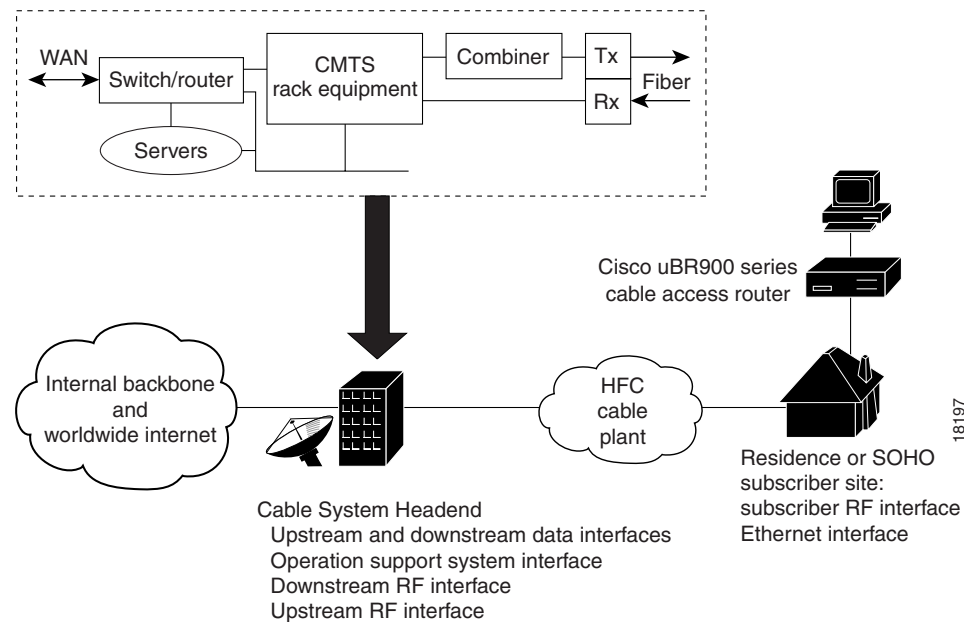 WAN
Switch/router
Servers
CMTS
rack equipment
Combiner
Tx
Rx
Fiber
Cisco uBR900 series
cable access router
Internal backbone
and
worldwide internet
HFC
cable
plant
18197
Residence or SOHO
subscriber site:
subscriber RF interface
Ethernet interface
Cable System Headend
Upstream and downstream data interfaces
Operation support system interface
Downstream RF interface
Upstream RF interface